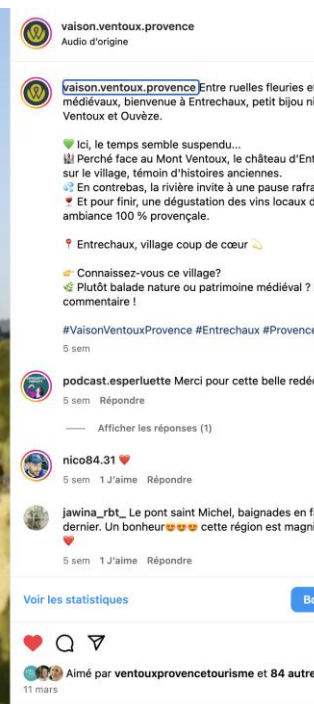 vaison.ventoux.provence
Audio d'origine
vaison.ventoux.provence Entre ruelles fleuries et
médiévaux, bienvenue à Entrechaux, petit bijou ni
Ventoux et Ouvèze.
💚 Ici, le temps semble suspendu...
🏰 Perché face au Mont Ventoux, le château d'Ent
sur le village, témoin d'histoires anciennes.
💦 En contrebas, la rivière invite à une pause rafra
🍷 Et pour finir, une dégustation des vins locaux d
ambiance 100 % provençale.
📍 Entrechaux, village coup de cœur 💫
👉 Connaissez-vous ce village?
🌿 Plutôt balade nature ou patrimoine médiéval ?
commentaire !
#VaisonVentouxProvence #Entrechaux #Provence
5 sem
podcast.esperluette Merci pour cette belle redé
5 sem Répondre
Afficher les réponses (1)
nico84.31 ❤️
5 sem 1 J'aime Répondre
jawina_rbt_ Le pont saint Michel, baignades en fa
dernier. Un bonheur😍😍😍 cette région est magni
❤️
5 sem 1 J'aime Répondre
Voir les statistiques
Bo
Aimé par ventouxprovencetourisme et 84 autre
11 mars